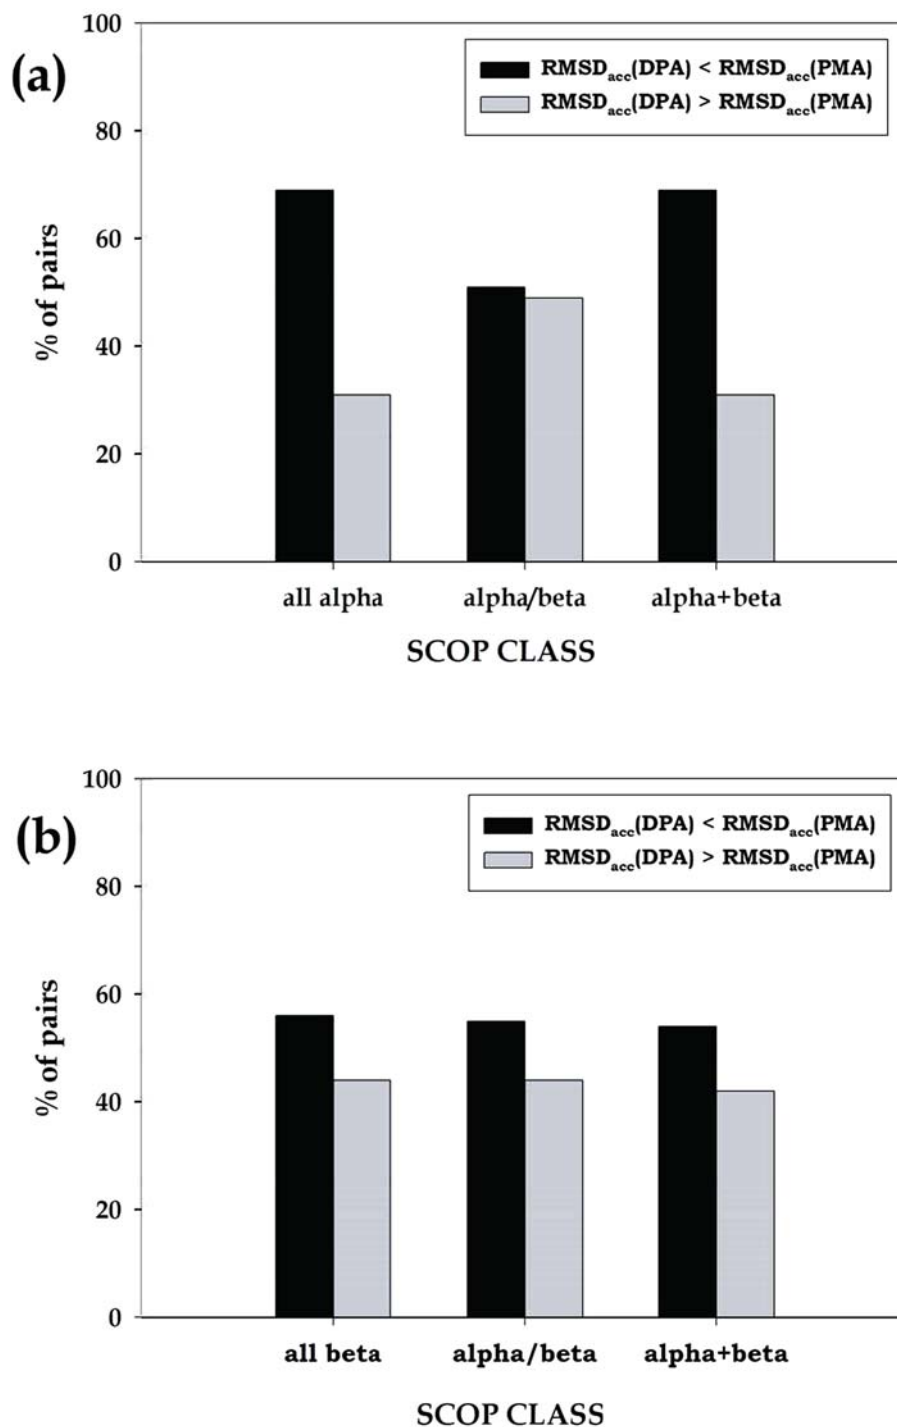 (a)
100
80
60
40
20
0
% of pairs
RMSDacc(DPA) < RMSDacc(PMA)
RMSDacc(DPA) > RMSDacc(PMA)
all alpha alpha/beta alpha+beta
SCOP CLASS
(b)
100
80
60
40
20
0
% of pairs
RMSDacc(DPA) < RMSDacc(PMA)
RMSDacc(DPA) > RMSDacc(PMA)
all beta alpha/beta alpha+beta
SCOP CLASS